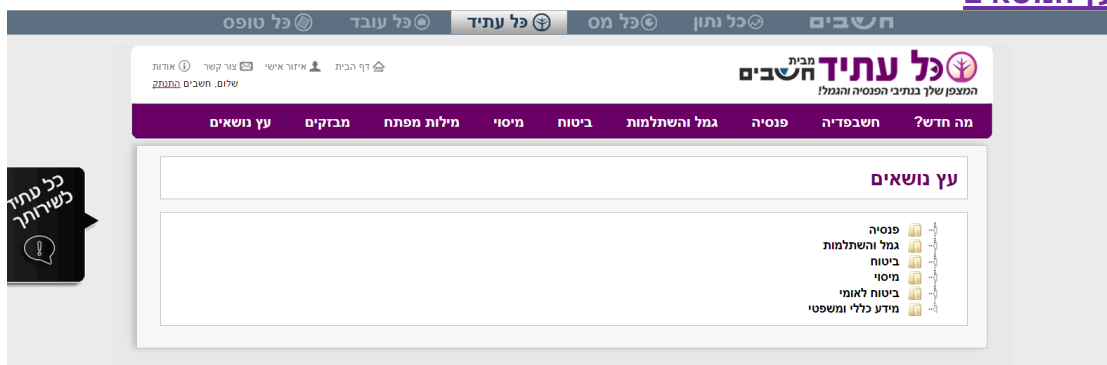 עץ הנושאים
חשבים כל נתון כל מס כל עתיד כל עובד כל טופס
כל עתיד מבית חשבים
המצפן שלך בנתיבי הפנסיה והגמל!
דף הבית איזור אישי צור קשר אודות
שלום, חשבים התנתק
מה חדש? חשבפדיה פנסיה גמל והשתלמות ביטוח מיסוי מילות מפתח מבזקים עץ נושאים
עץ נושאים
פנסיה
גמל והשתלמות
ביטוח
מיסוי
ביטוח לאומי
מידע כללי ומשפטי
כל עתיד
לשירותך